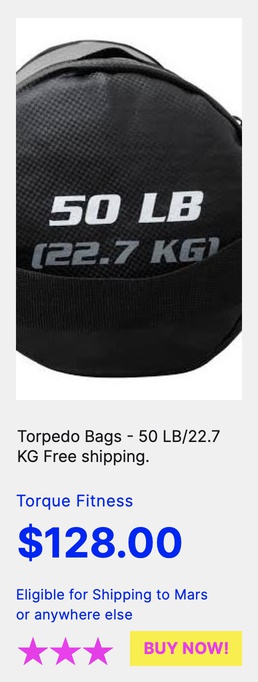 50 LB
(22.7 KG)
Torpedo Bags - 50 LB/22.7
KG Free shipping.
Torque Fitness
$128.00
Eligible for Shipping to Mars
or anywhere else
BUY NOW!